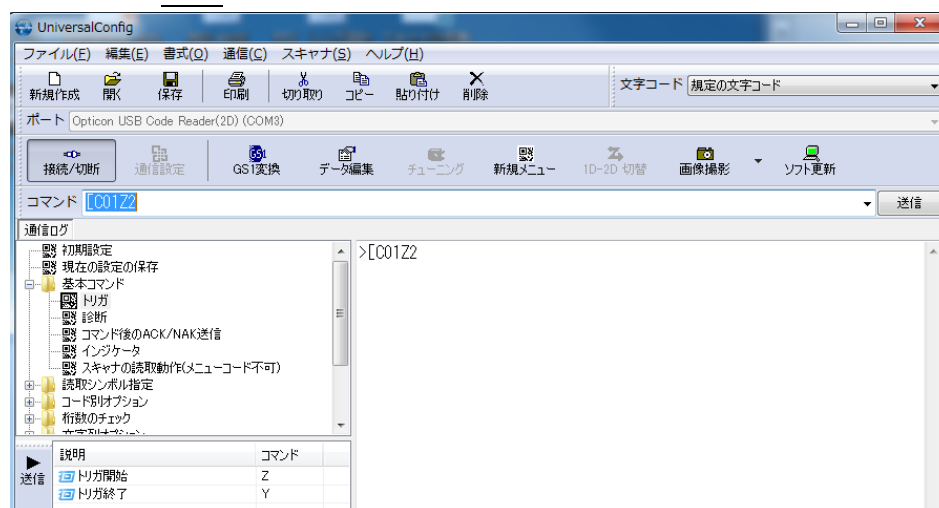 UniversalConfig
ファイル(F) 編集(E) 書式(O) 通信(C) スキャナ(S) ヘルプ(H)
新規作成 開く 保存 印刷 切り取り コピー 貼り付け 削除 文字コード 規定の文字コード
ポート Opticon USB Code Reader(2D) (COM3)
接続/切断 通信設定 GS1変換 データ編集 チューニング 新規メニュー 1D-2D 切替 画像撮影 ソフト更新
コマンド [C01Z2 送信
通信ログ
初期設定
現在の設定の保存
基本コマンド
トリガ
診断
コマンド後のACK/NAK送信
インジケータ
スキャナの読取動作(メニューコード不可)
読取シンボル指定
コード別オプション
桁数のチェック
>[C01Z2
送信
説明 コマンド
トリガ開始 Z
トリガ終了 Y